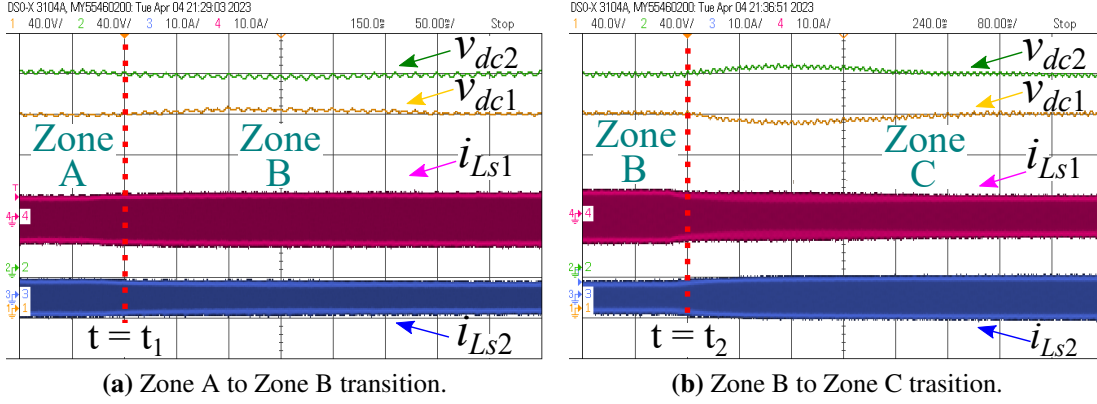 DSO-X 3104A, MY55460200: Tue Apr 04 21:29:03 2023
1 40.0V/ 2 40.0V/ 3 10.0A/ 4 10.0A/ 150.0s 50.00s/ Stop
v_dc2
v_dc1
Zone A
Zone B
i_Ls1
i_Ls2
t = t_1
(a) Zone A to Zone B transition.
DSO-X 3104A, MY55460200: Tue Apr 04 21:36:51 2023
1 40.0V/ 2 40.0V/ 3 10.0A/ 4 10.0A/ 240.0s 80.00s/ Stop
v_dc2
v_dc1
Zone B
Zone C
i_Ls1
i_Ls2
t = t_2
(b) Zone B to Zone C trasition.